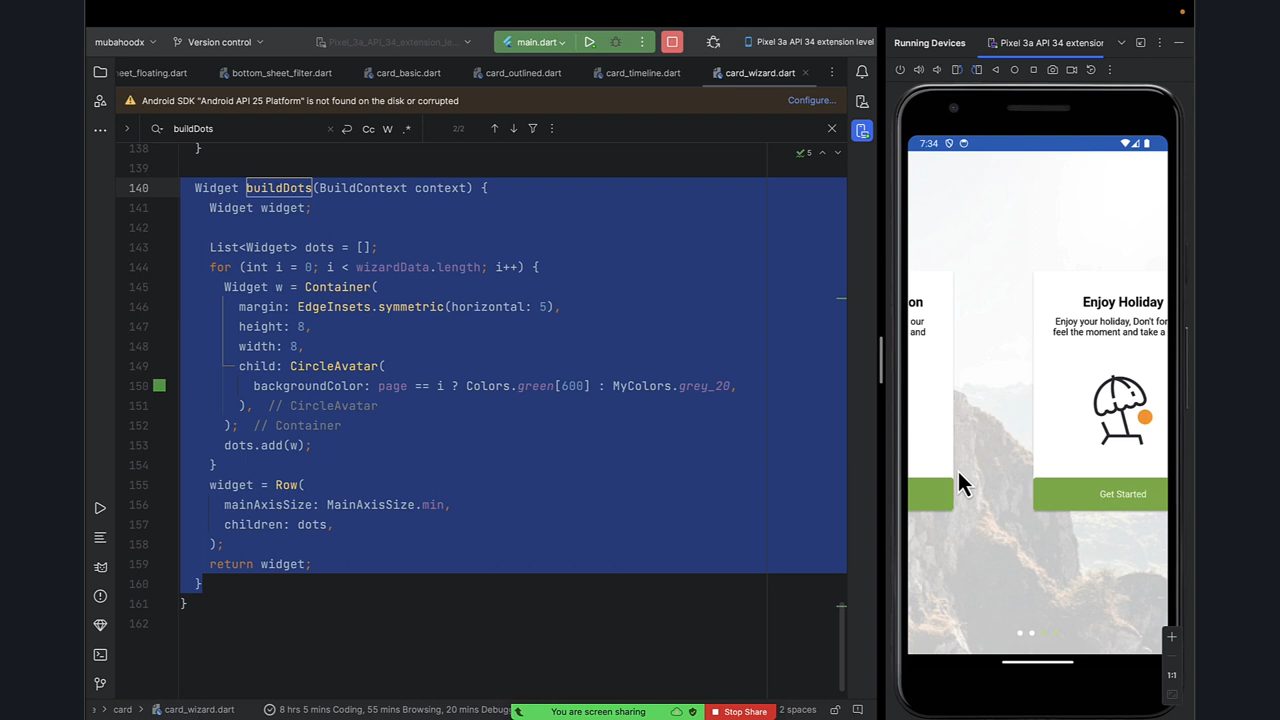 mubahoodx
Version control
Pixel_3a_API_34_extension_le
main.dart
Pixel 3a API 34 extension level
Running Devices
Pixel 3a API 34 extension
eet_floating.dart
bottom_sheet_filter.dart
card_basic.dart
card_outlined.dart
card_timeline.dart
card_wizard.dart
Android SDK "Android API 25 Platform" is not found on the disk or corrupted
Configure...
buildDots
Cc
W
.*
2/2
5
138 }
139
140 Widget buildDots(BuildContext context) {
141 Widget widget;
142
143 List<Widget> dots = [];
144 for (int i = 0; i < wizardData.length; i++) {
145 Widget w = Container(
146 margin: EdgeInsets.symmetric(horizontal: 5),
147 height: 8,
148 width: 8,
149 child: CircleAvatar(
150 backgroundColor: page == i ? Colors.green[600] : MyColors.grey_20,
151 ), // CircleAvatar
152 ); // Container
153 dots.add(w);
154 }
155 widget = Row(
156 mainAxisSize: MainAxisSize.min,
157 children: dots,
158 );
159 return widget;
160 }
161 }
162
7:34
on
our
and
Enjoy Holiday
Enjoy your holiday, Don't for
feel the moment and take a
Get Started
1:1
card
card_wizard.dart
8 hrs 5 mins Coding, 55 mins Browsing, 20 mins Debug
You are screen sharing
Stop Share
2 spaces